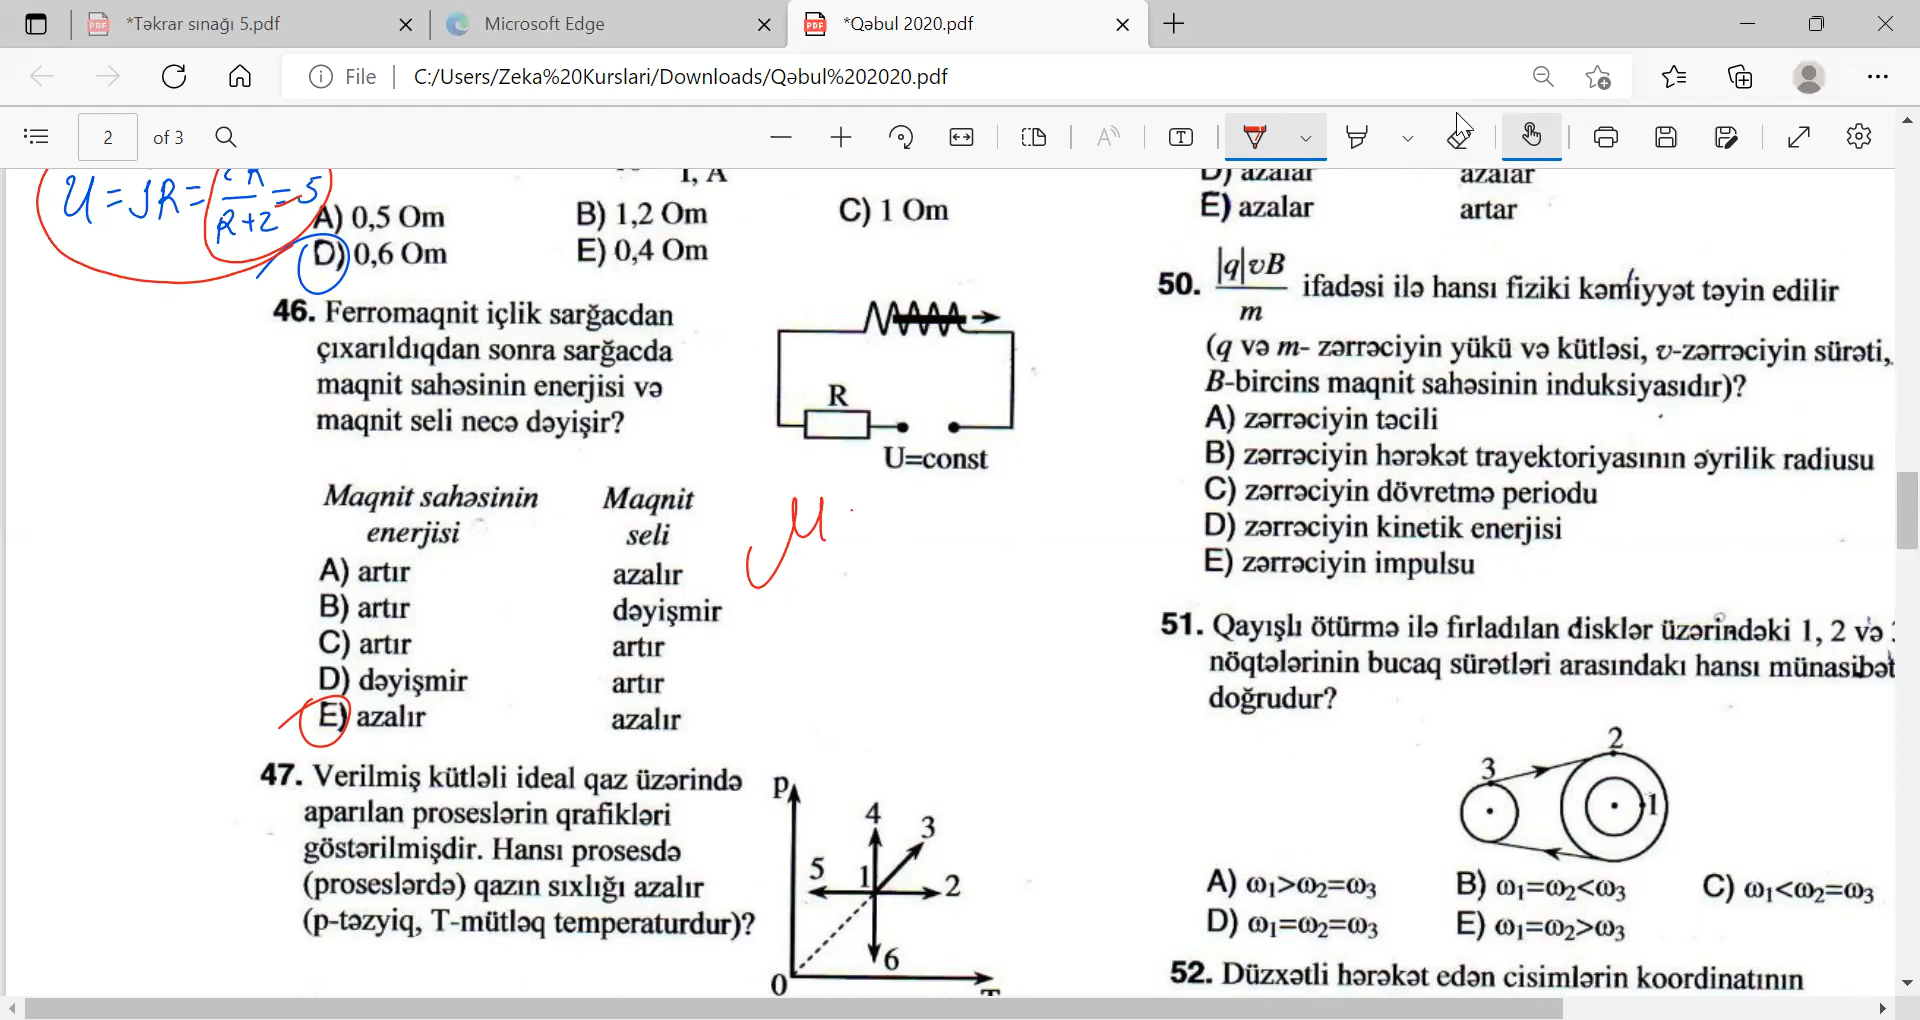 *Təkrar sınağı 5.pdf
Microsoft Edge
*Qəbul 2020.pdf
File C:/Users/Zeka%20Kurslari/Downloads/Qəbul%202020.pdf
2 of 3
I, A
A) 0,5 Om B) 1,2 Om C) 1 Om
D) 0,6 Om E) 0,4 Om
46. Ferromaqnit içlik sarğacdan
çıxarıldıqdan sonra sarğacda
maqnit sahəsinin enerjisi və
maqnit seli necə dəyişir?
R
U=const
Maqnit sahəsinin Maqnit
enerjisi seli
A) artır azalır
B) artır dəyişmir
C) artır artır
D) dəyişmir artır
E) azalır azalır
47. Verilmiş kütləli ideal qaz üzərində
aparılan proseslərin qrafikləri
göstərilmişdir. Hansı prosesdə
(proseslərdə) qazın sıxlığı azalır
(p-təzyiq, T-mütləq temperaturdur)?
p
4
3
5 1 2
6
0 T
D) azalar azalar
E) azalar artar
50. |q|vB/m ifadəsi ilə hansı fiziki kəmiyyət təyin edilir
(q və m- zərrəciyin yükü və kütləsi, v-zərrəciyin sürəti,
B-bircins maqnit sahəsinin induksiyasıdır)?
A) zərrəciyin təcili
B) zərrəciyin hərəkət trayektoriyasının əyrilik radiusu
C) zərrəciyin dövretmə periodu
D) zərrəciyin kinetik enerjisi
E) zərrəciyin impulsu
51. Qayışlı ötürmə ilə fırladılan disklər üzərindəki 1, 2 və
nöqtələrinin bucaq sürətləri arasındakı hansı münasibət
doğrudur?
2
3
1
A) ω₁>ω₂=ω₃ B) ω₁=ω₂<ω₃ C) ω₁<ω₂=ω₃
D) ω₁=ω₂=ω₃ E) ω₁=ω₂>ω₃
52. Düzxətli hərəkət edən cisimlərin koordinatının